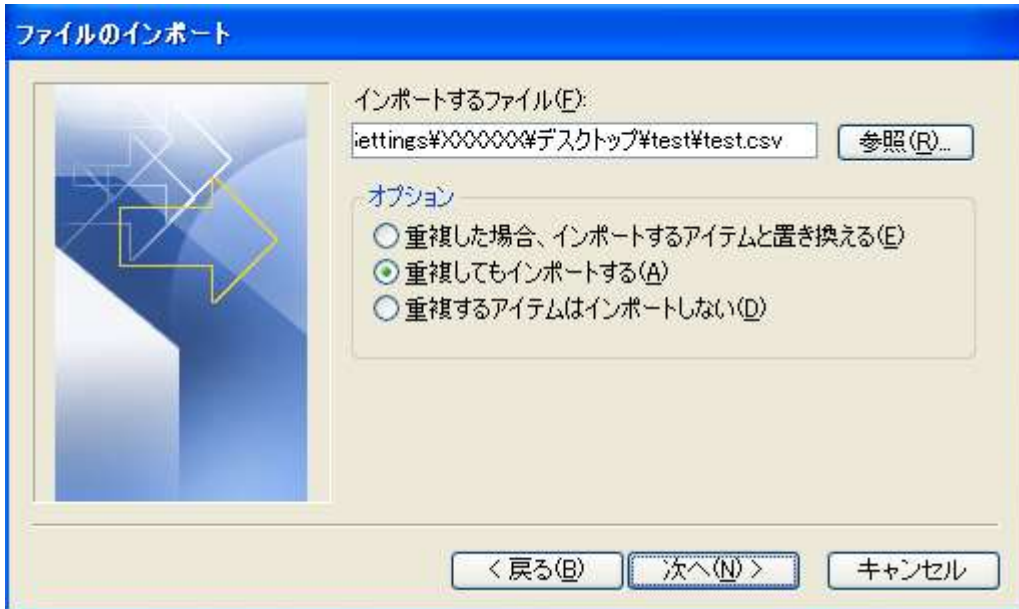 ファイルのインポート
インポートするファイル(F):
ettings¥XXXXXXX¥デスクトップ¥test¥test.csv
参照(R)...
オプション
重複した場合、インポートするアイテムと置き換える(E)
重複してもインポートする(A)
重複するアイテムはインポートしない(D)
< 戻る(B)
次へ(N) >
キャンセル